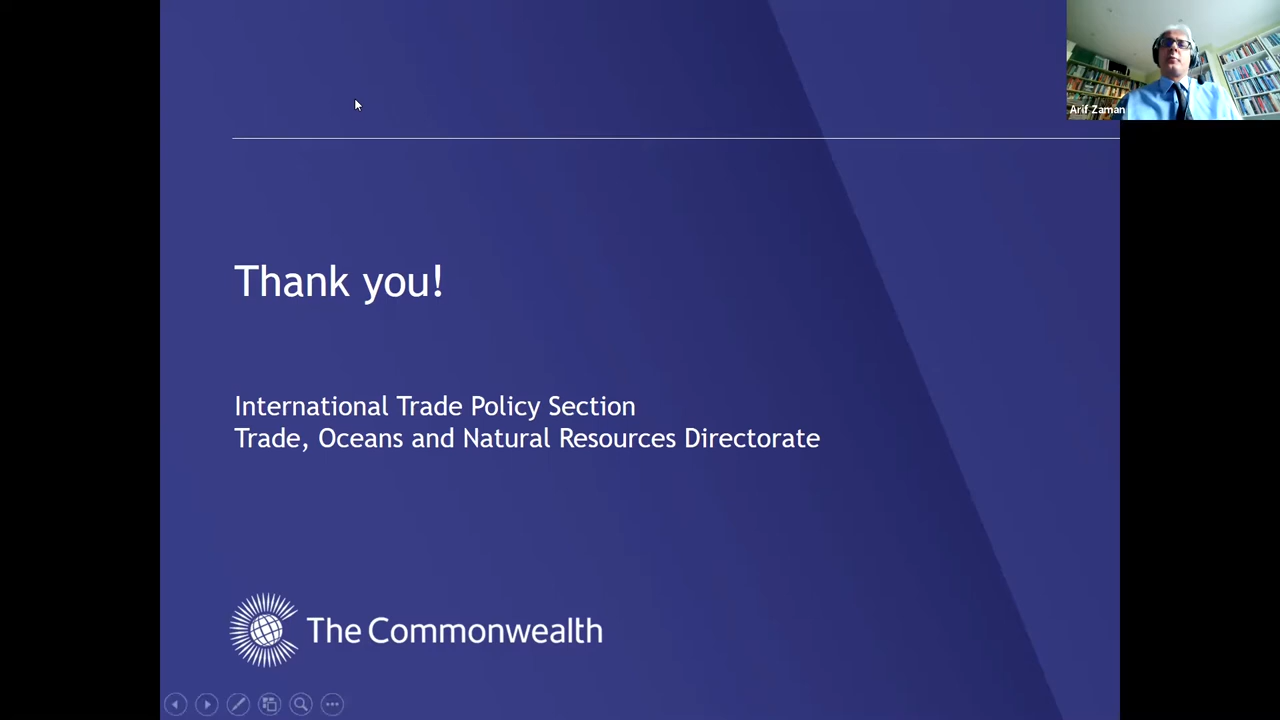 Arif Zaman
Thank you!
International Trade Policy Section
Trade, Oceans and Natural Resources Directorate
The Commonwealth